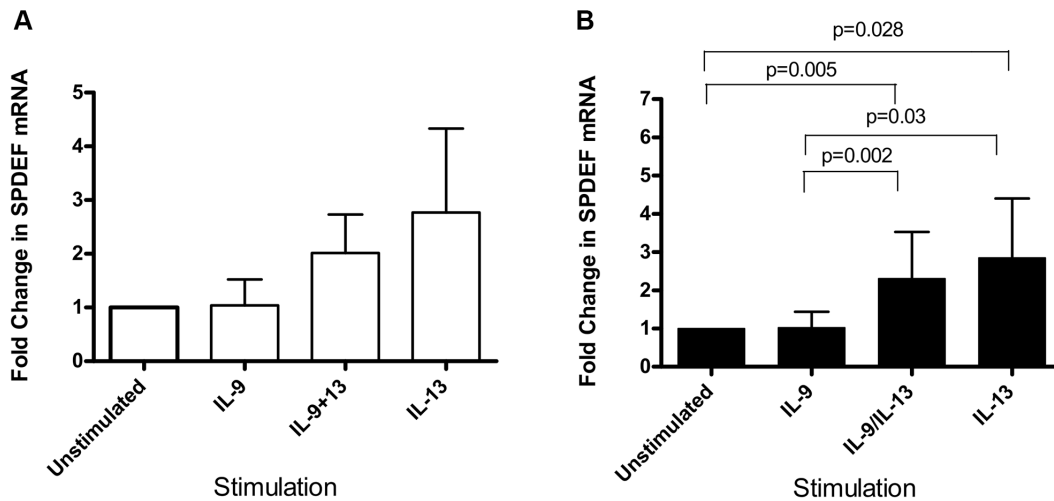 A
Fold Change in SPDEF mRNA
5
4
3
2
1
0
Unstimulated
IL-9
IL-9+13
IL-13
Stimulation
B
p=0.028
p=0.005
p=0.03
p=0.002
Fold Change in SPDEF mRNA
7
6
5
4
3
2
1
0
Unstimulated
IL-9
IL-9/IL-13
IL-13
Stimulation